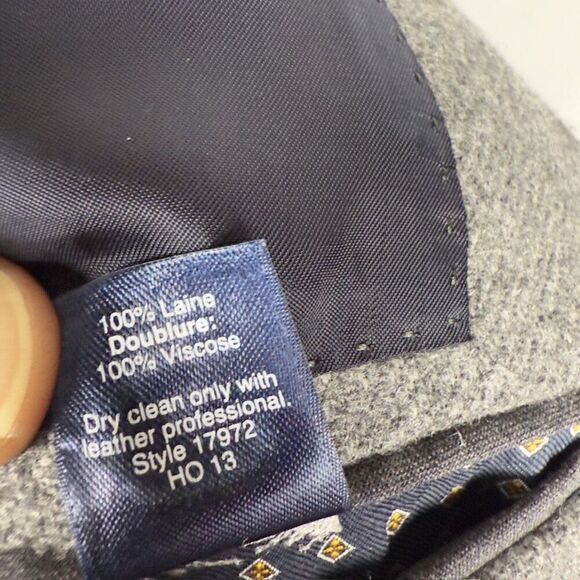 100% Laine
Doublure:
100% Viscose
Dry clean only with
leather professional.
Style 17972
HO 13